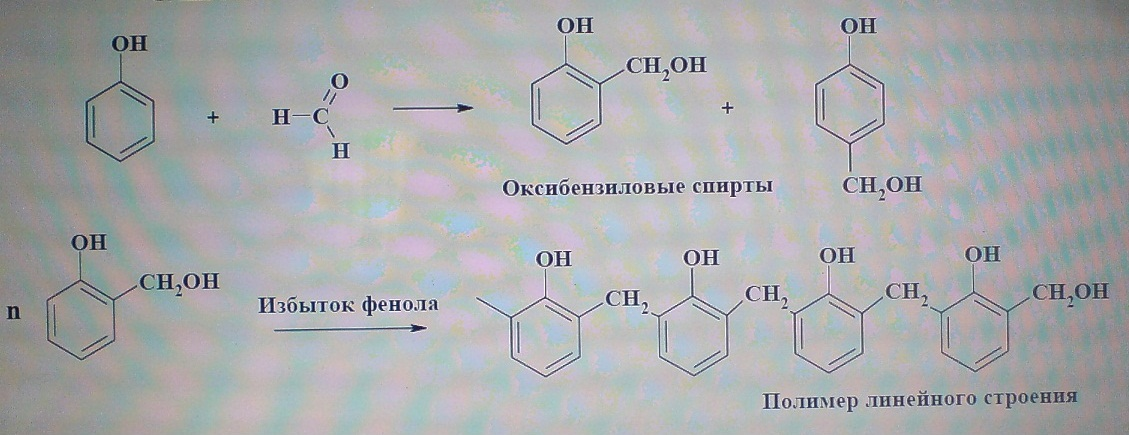 OH
+
H
C
O
H
OH
CH₂OH
+
OH
CH₂OH
Оксибензиловые спирты
n
OH
CH₂OH
Избыток фенола
OH
CH₂
OH
CH₂
OH
CH₂
OH
CH₂OH
Полимер линейного строения